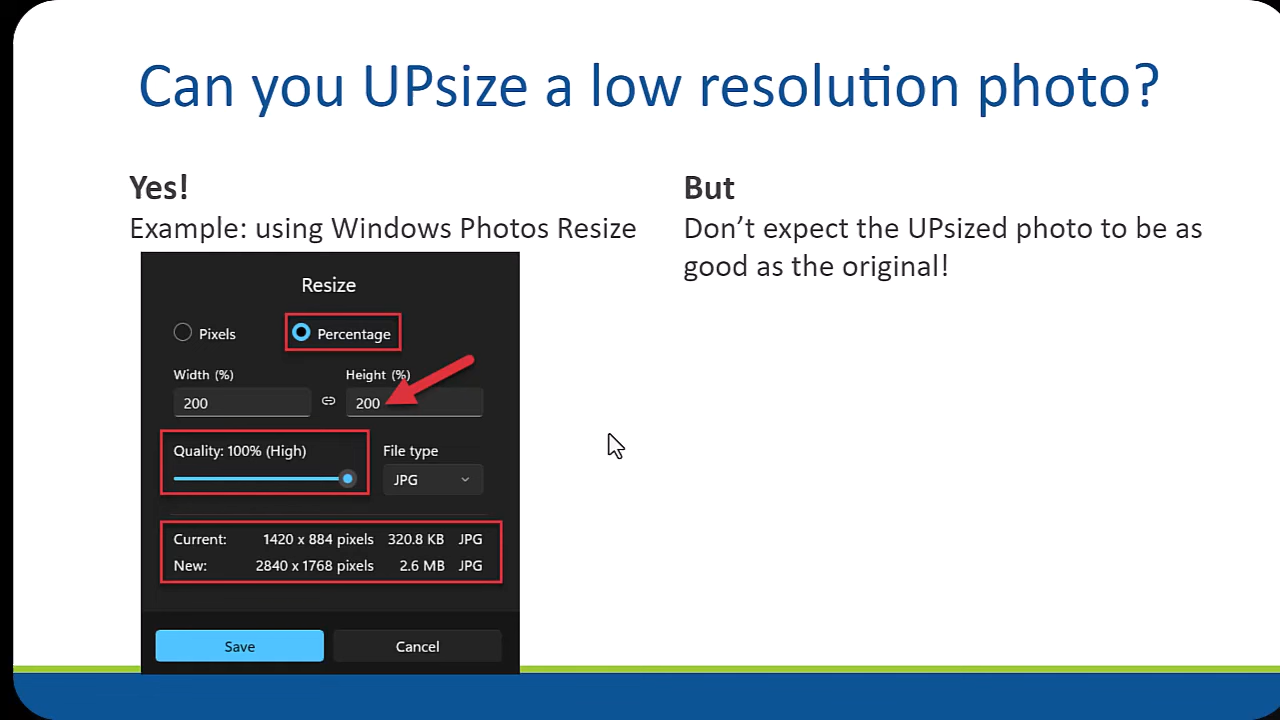 Can you UPsize a low resolution photo?
Yes!
Example: using Windows Photos Resize
Resize
Pixels Percentage
Width (%) Height (%)
200 200
Quality: 100% (High) File type
JPG
Current: 1420 x 884 pixels 320.8 KB JPG
New: 2840 x 1768 pixels 2.6 MB JPG
Save Cancel
But
Don’t expect the UPsized photo to be as
good as the original!